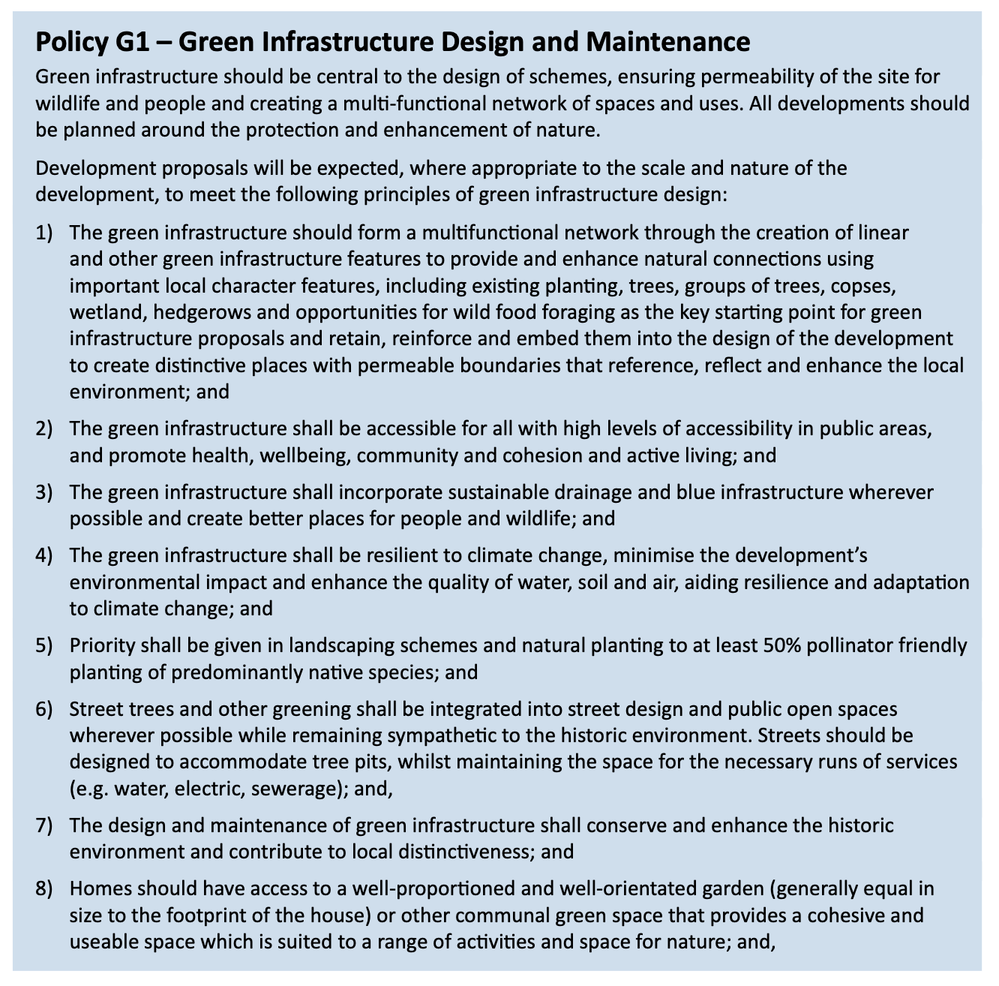 Policy G1 – Green Infrastructure Design and Maintenance
Green infrastructure should be central to the design of schemes, ensuring permeability of the site for
wildlife and people and creating a multi-functional network of spaces and uses. All developments should
be planned around the protection and enhancement of nature.
Development proposals will be expected, where appropriate to the scale and nature of the
development, to meet the following principles of green infrastructure design:
1) The green infrastructure should form a multifunctional network through the creation of linear
and other green infrastructure features to provide and enhance natural connections using
important local character features, including existing planting, trees, groups of trees, copses,
wetland, hedgerows and opportunities for wild food foraging as the key starting point for green
infrastructure proposals and retain, reinforce and embed them into the design of the development
to create distinctive places with permeable boundaries that reference, reflect and enhance the local
environment; and
2) The green infrastructure shall be accessible for all with high levels of accessibility in public areas,
and promote health, wellbeing, community and cohesion and active living; and
3) The green infrastructure shall incorporate sustainable drainage and blue infrastructure wherever
possible and create better places for people and wildlife; and
4) The green infrastructure shall be resilient to climate change, minimise the development’s
environmental impact and enhance the quality of water, soil and air, aiding resilience and adaptation
to climate change; and
5) Priority shall be given in landscaping schemes and natural planting to at least 50% pollinator friendly
planting of predominantly native species; and
6) Street trees and other greening shall be integrated into street design and public open spaces
wherever possible while remaining sympathetic to the historic environment. Streets should be
designed to accommodate tree pits, whilst maintaining the space for the necessary runs of services
(e.g. water, electric, sewerage); and,
7) The design and maintenance of green infrastructure shall conserve and enhance the historic
environment and contribute to local distinctiveness; and
8) Homes should have access to a well-proportioned and well-orientated garden (generally equal in
size to the footprint of the house) or other communal green space that provides a cohesive and
useable space which is suited to a range of activities and space for nature; and,